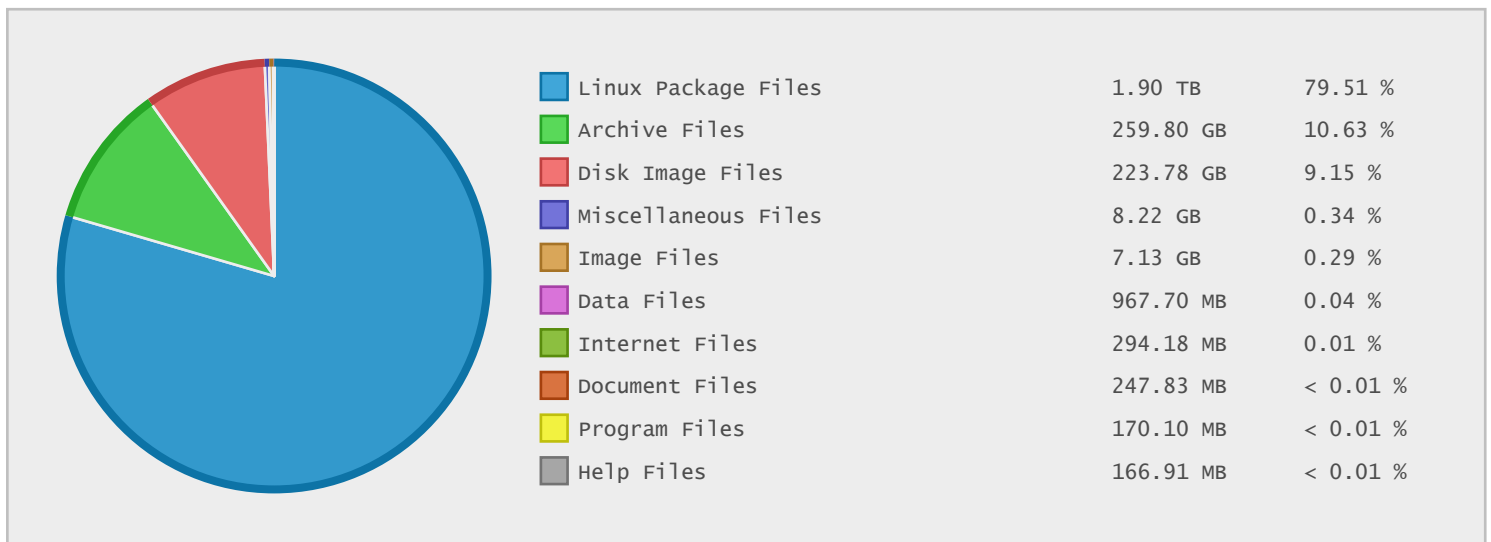 Linux Package Files 1.90 TB 79.51 %
Archive Files 259.80 GB 10.63 %
Disk Image Files 223.78 GB 9.15 %
Miscellaneous Files 8.22 GB 0.34 %
Image Files 7.13 GB 0.29 %
Data Files 967.70 MB 0.04 %
Internet Files 294.18 MB 0.01 %
Document Files 247.83 MB < 0.01 %
Program Files 170.10 MB < 0.01 %
Help Files 166.91 MB < 0.01 %